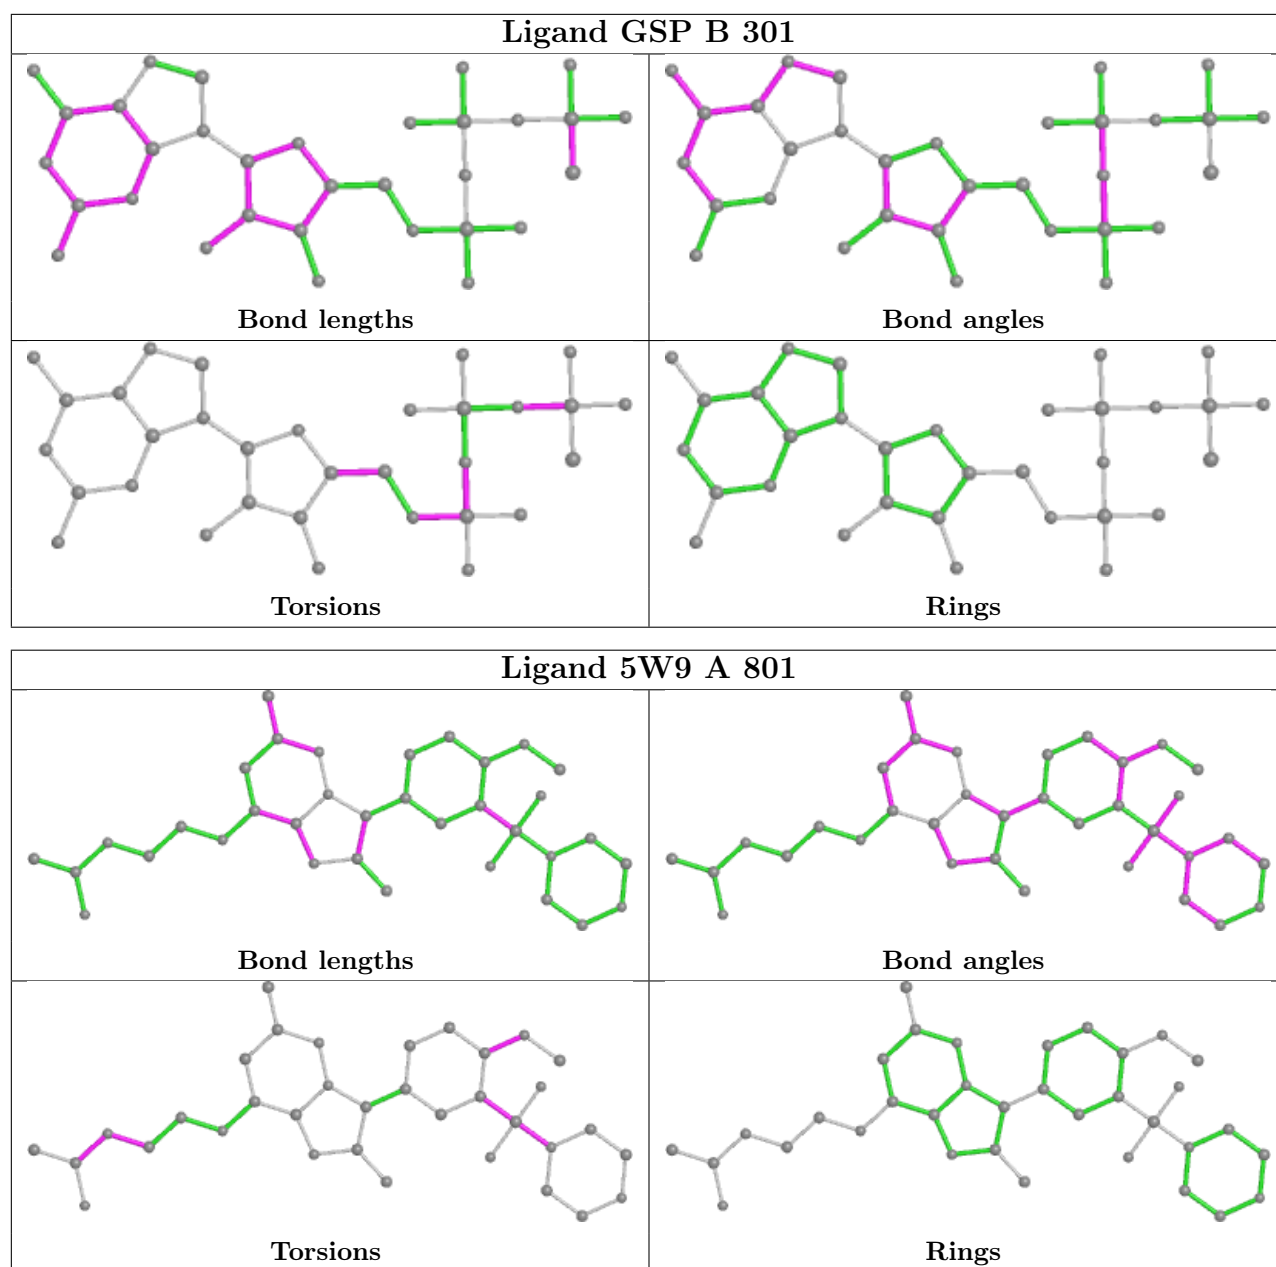 Ligand GSP B 301
Bond lengths
Bond angles
Torsions
Rings
Ligand 5W9 A 801
Bond lengths
Bond angles
Torsions
Rings